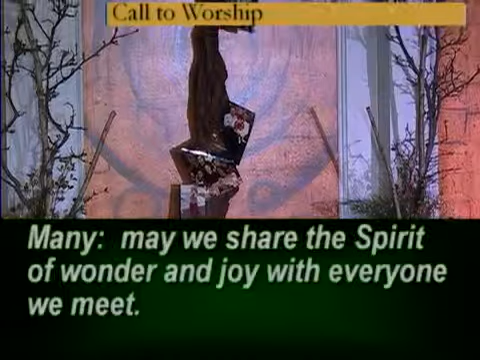 Call to Worship
Many:  may we share the Spirit
of wonder and joy with everyone
we meet.